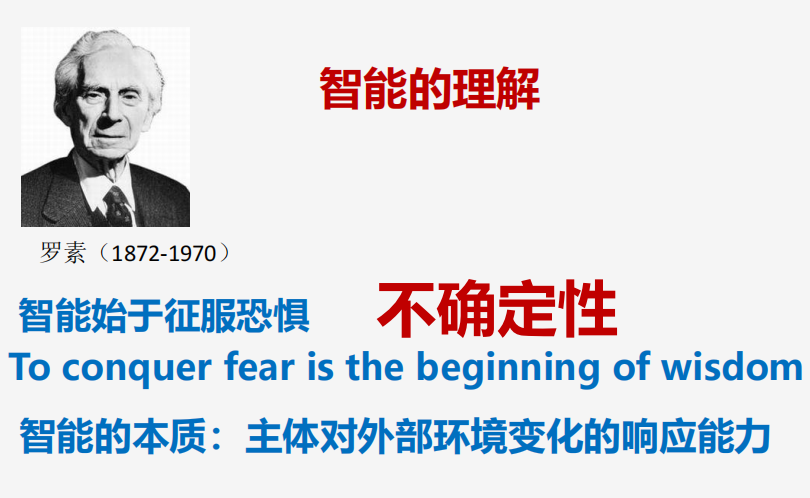 智能的理解
罗素（1872-1970）
智能始于征服恐惧
不确定性
To conquer fear is the beginning of wisdom
智能的本质：主体对外部环境变化的响应能力